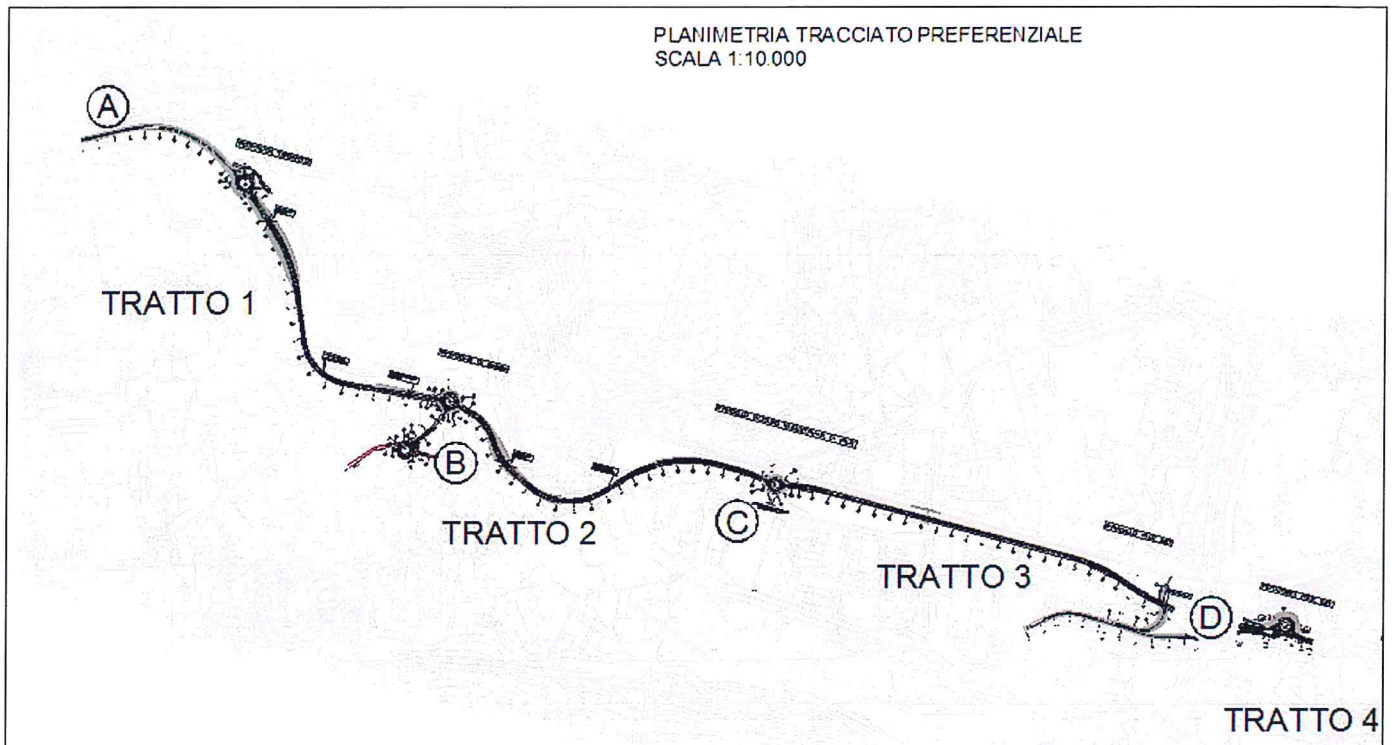 PLANIMETRIA TRACCIATO PREFERENZIALE
SCALA 1:10.000
A
TRATTO 1
B
TRATTO 2
C
TRATTO 3
D
TRATTO 4